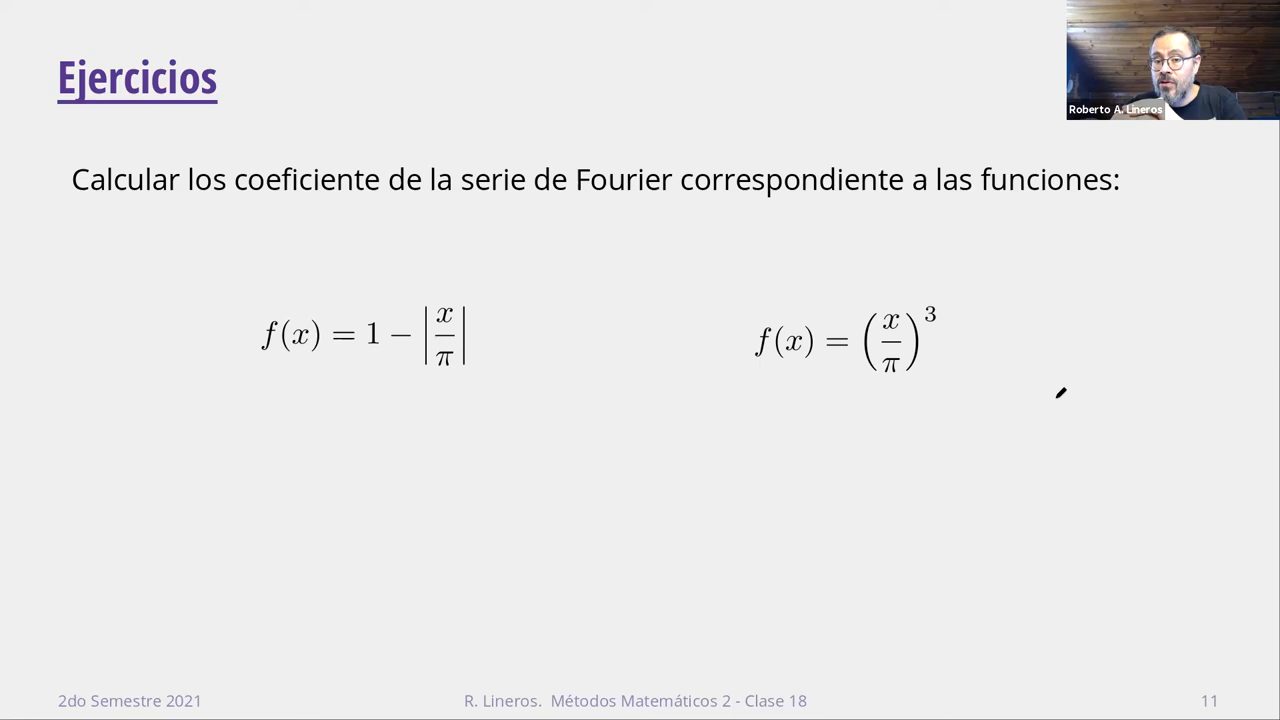 Ejercicios
Roberto A. Lineros
Calcular los coeficiente de la serie de Fourier correspondiente a las funciones:
f(x) = 1 − |x/π|
f(x) = (x/π)^3
2do Semestre 2021
R. Lineros. Métodos Matemáticos 2 - Clase 18
11